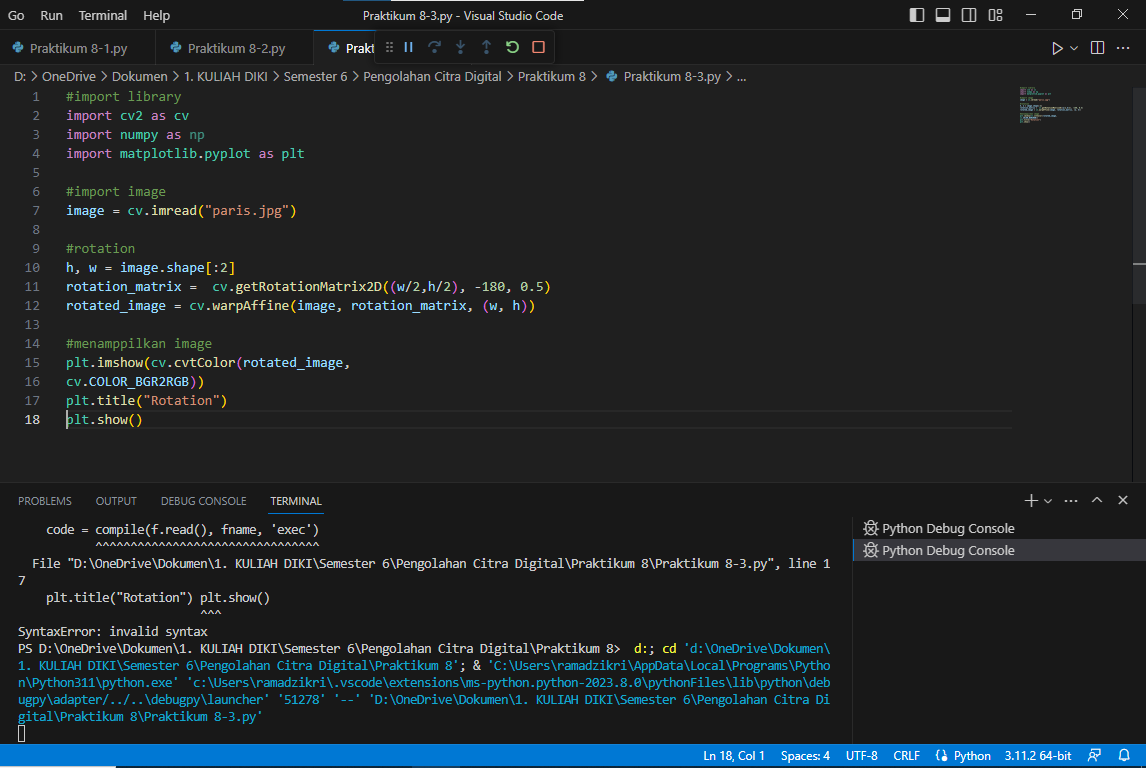 Go Run Terminal Help Praktikum 8-3.py - Visual Studio Code
Praktikum 8-1.py Praktikum 8-2.py Prakt
D: > OneDrive > Dokumen > 1. KULIAH DIKI > Semester 6 > Pengolahan Citra Digital > Praktikum 8 > Praktikum 8-3.py > ...
1 #import library
2 import cv2 as cv
3 import numpy as np
4 import matplotlib.pyplot as plt
5
6 #import image
7 image = cv.imread("paris.jpg")
8
9 #rotation
10 h, w = image.shape[:2]
11 rotation_matrix =  cv.getRotationMatrix2D((w/2,h/2), -180, 0.5)
12 rotated_image = cv.warpAffine(image, rotation_matrix, (w, h))
13
14 #menamppilkan image
15 plt.imshow(cv.cvtColor(rotated_image,
16 cv.COLOR_BGR2RGB))
17 plt.title("Rotation")
18 plt.show()
PROBLEMS OUTPUT DEBUG CONSOLE TERMINAL
code = compile(f.read(), fname, 'exec')
^^^^^^^^^^^^^^^^^^^^^^^^^^^^^^^^
File "D:\OneDrive\Dokumen\1. KULIAH DIKI\Semester 6\Pengolahan Citra Digital\Praktikum 8\Praktikum 8-3.py", line 1
7
plt.title("Rotation") plt.show()
^^^
SyntaxError: invalid syntax
PS D:\OneDrive\Dokumen\1. KULIAH DIKI\Semester 6\Pengolahan Citra Digital\Praktikum 8>  d:; cd 'd:\OneDrive\Dokumen\
1. KULIAH DIKI\Semester 6\Pengolahan Citra Digital\Praktikum 8'; & 'C:\Users\ramadzikri\AppData\Local\Programs\Pytho
n\Python311\python.exe' 'c:\Users\ramadzikri\.vscode\extensions\ms-python.python-2023.8.0\pythonFiles\lib\python\deb
ugpy\adapter/../..\debugpy\launcher' '51278' '--' 'D:\OneDrive\Dokumen\1. KULIAH DIKI\Semester 6\Pengolahan Citra Di
gital\Praktikum 8\Praktikum 8-3.py'
Python Debug Console
Python Debug Console
Ln 18, Col 1 Spaces: 4 UTF-8 CRLF Python 3.11.2 64-bit